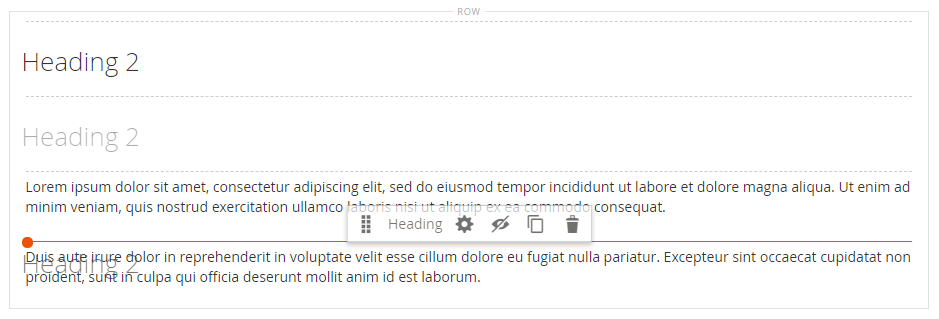 ROW
Heading 2
Heading 2
Lorem ipsum dolor sit amet, consectetur adipiscing elit, sed do eiusmod tempor incididunt ut labore et dolore magna aliqua. Ut enim ad
minim veniam, quis nostrud exercitation ullamco laboris nisi ut aliquip ex ea commodo consequat.
Heading
Duis aute irure dolor in reprehenderit in voluptate velit esse cillum dolore eu fugiat nulla pariatur. Excepteur sint occaecat cupidatat non
Heading 2
proident, sunt in culpa qui officia deserunt mollit anim id est laborum.